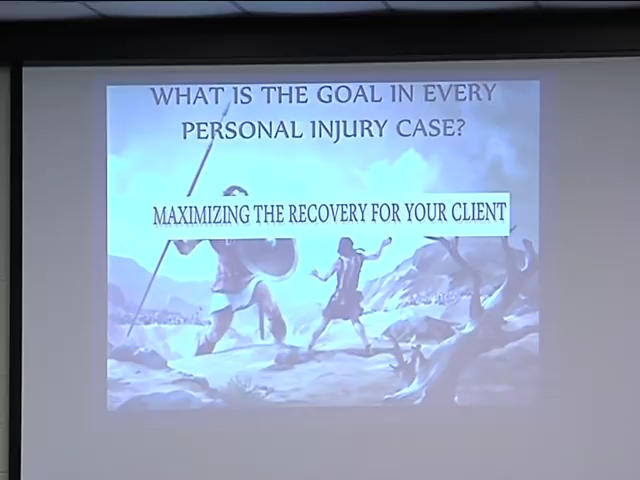 WHAT IS THE GOAL IN EVERY
PERSONAL INJURY CASE?
MAXIMIZING THE RECOVERY FOR YOUR CLIENT